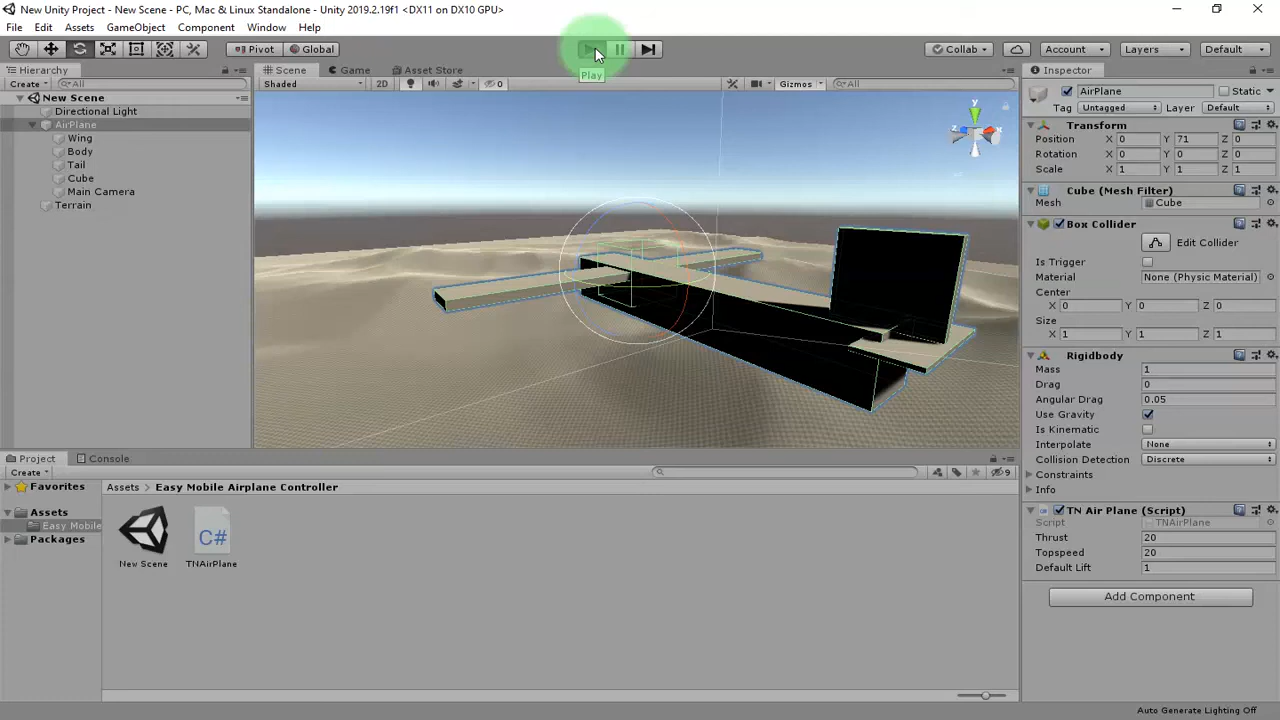 New Unity Project - New Scene - PC, Mac & Linux Standalone - Unity 2019.2.19f1 <DX11 on DX10 GPU>
File Edit Assets GameObject Component Window Help
Pivot Global Collab Account Layers Default
Play
Hierarchy
Create All
New Scene
Directional Light
AirPlane
Wing
Body
Tail
Cube
Main Camera
Terrain
Scene Game Asset Store
Shaded 2D 0 Gizmos All
y
z x
Inspector
AirPlane Static
Tag Untagged Layer Default
Transform
Position X 0 Y 71 Z 0
Rotation X 0 Y 0 Z 0
Scale X 1 Y 1 Z 1
Cube (Mesh Filter)
Mesh Cube
Box Collider
Edit Collider
Is Trigger
Material None (Physic Material)
Center
X 0 Y 0 Z 0
Size
X 1 Y 1 Z 1
Rigidbody
Mass 1
Drag 0
Angular Drag 0.05
Use Gravity
Is Kinematic
Interpolate None
Collision Detection Discrete
Constraints
Info
TN Air Plane (Script)
Script TNAirPlane
Thrust 20
Topspeed 20
Default Lift 1
Add Component
Project Console
Create 9
Favorites
Assets
Easy Mobile
Packages
Assets > Easy Mobile Airplane Controller
C#
New Scene TNAirPlane
Auto Generate Lighting Off